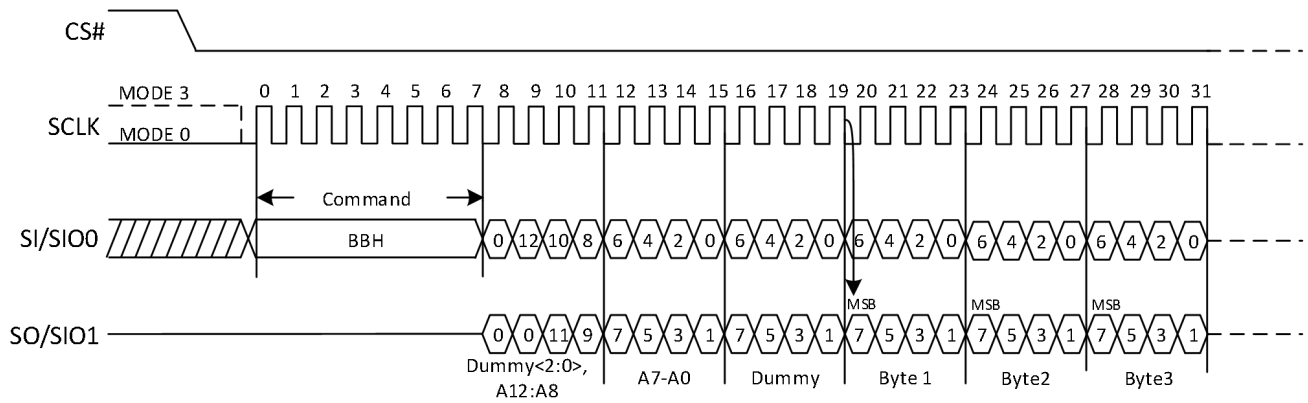 CS#
MODE 3
0 1 2 3 4 5 6 7 8 9 10 11 12 13 14 15 16 17 18 19 20 21 22 23 24 25 26 27 28 29 30 31
SCLK
MODE 0
Command
SI/SIO0
BBH
0 12 10 8 6 4 2 0 6 4 2 0 6 4 2 0 6 4 2 0 6 4 2 0
MSB MSB MSB
SO/SIO1
0 0 11 9 7 5 3 1 7 5 3 1 7 5 3 1 7 5 3 1 7 5 3 1
Dummy<2:0>,
A12:A8
A7-A0
Dummy
Byte 1
Byte2
Byte3